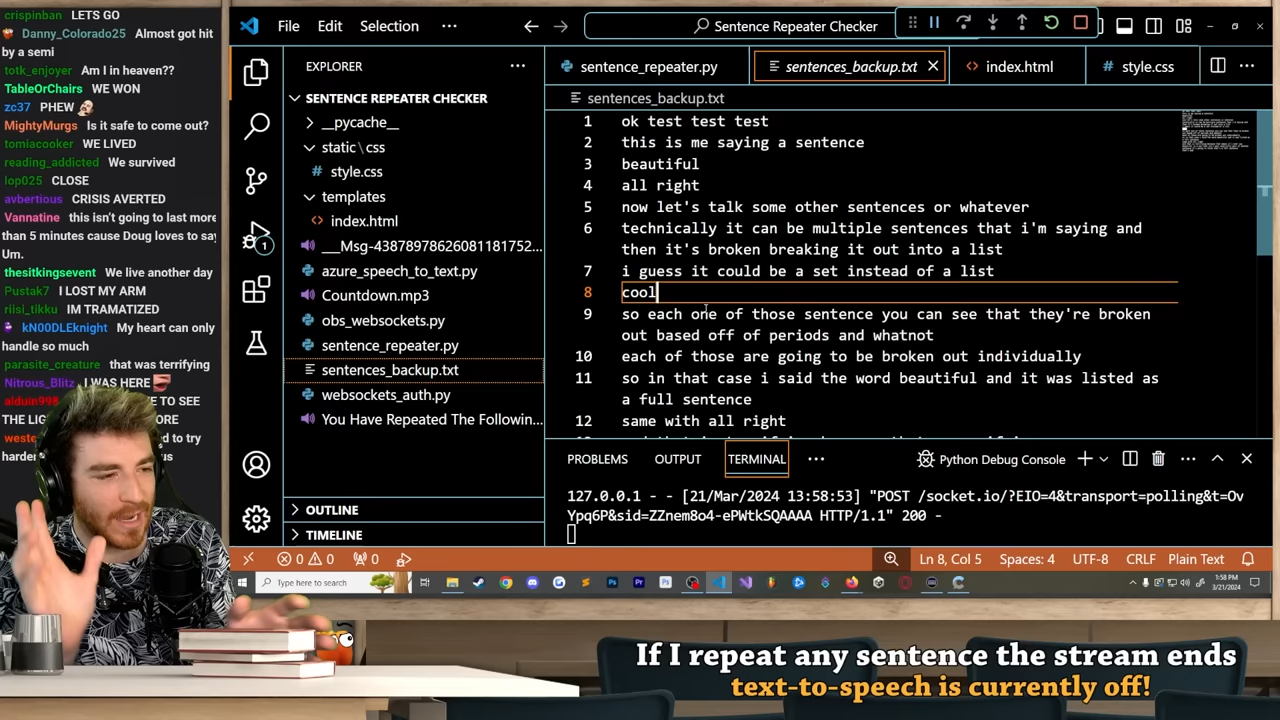 crispinban LETS GO
Danny_Colorado25 Almost got hit
by a semi
totk_enjoyer Am I in heaven??
TableOrChairs WE WON
zc37 PHEW
MightyMurgs Is it safe to come out?
tomiacooker WE LIVED
reading_addicted We survived
lop025 CLOSE
avbertious CRISIS AVERTED
Vannatine this isn't going to last more
than 5 minutes cause Doug loves to say
Um.
thesitkingsevent We live another day
Pustak7 I LOST MY ARM
riisi_tikku IM TRAMATIZED
kN00DLEknight My heart can only
handle so much
parasite_creature that was terrifying
Nitrous_Blitz I WAS HERE
File Edit Selection ...
Sentence Repeater Checker
EXPLORER
SENTENCE REPEATER CHECKER
__pycache__
static\css
style.css
templates
index.html
___Msg-43878978626081181752...
azure_speech_to_text.py
Countdown.mp3
obs_websockets.py
sentence_repeater.py
sentences_backup.txt
websockets_auth.py
You Have Repeated The Followin...
OUTLINE
TIMELINE
sentence_repeater.py sentences_backup.txt index.html style.css
sentences_backup.txt
1 ok test test test
2 this is me saying a sentence
3 beautiful
4 all right
5 now let's talk some other sentences or whatever
6 technically it can be multiple sentences that i'm saying and
then it's broken breaking it out into a list
7 i guess it could be a set instead of a list
8 cool
9 so each one of those sentence you can see that they're broken
out based off of periods and whatnot
10 each of those are going to be broken out individually
11 so in that case i said the word beautiful and it was listed as
a full sentence
12 same with all right
PROBLEMS OUTPUT TERMINAL ... Python Debug Console
127.0.0.1 - - [21/Mar/2024 13:58:53] "POST /socket.io/?EIO=4&transport=polling&t=Ov
Ypq6P&sid=ZZnem8o4-ePWtkSQAAAA HTTP/1.1" 200 -
0 0 0 Ln 8, Col 5 Spaces: 4 UTF-8 CRLF Plain Text
Type here to search
1:58 PM
3/21/2024
If I repeat any sentence the stream ends
text-to-speech is currently off!